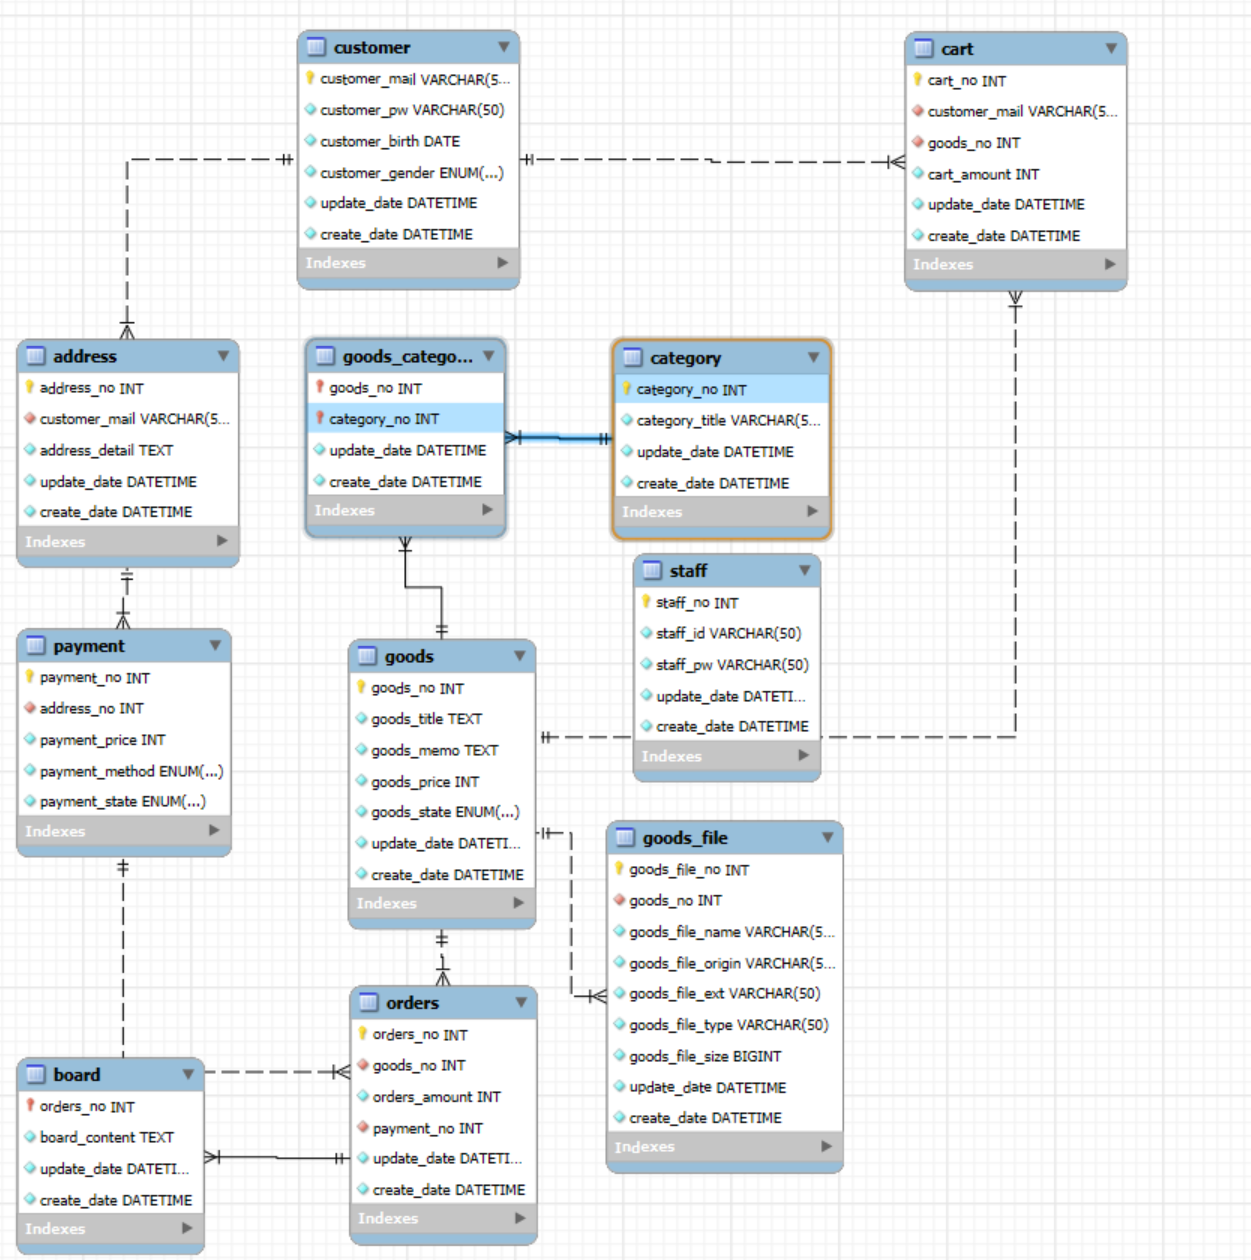 customer
customer_mail VARCHAR(5...
customer_pw VARCHAR(50)
customer_birth DATE
customer_gender ENUM(...)
update_date DATETIME
create_date DATETIME
Indexes
cart
cart_no INT
customer_mail VARCHAR(5...
goods_no INT
cart_amount INT
update_date DATETIME
create_date DATETIME
Indexes
address
address_no INT
customer_mail VARCHAR(5...
address_detail TEXT
update_date DATETIME
create_date DATETIME
Indexes
goods_catego...
goods_no INT
category_no INT
update_date DATETIME
create_date DATETIME
Indexes
category
category_no INT
category_title VARCHAR(5...
update_date DATETIME
create_date DATETIME
Indexes
staff
staff_no INT
staff_id VARCHAR(50)
staff_pw VARCHAR(50)
update_date DATETI...
create_date DATETIME
Indexes
payment
payment_no INT
address_no INT
payment_price INT
payment_method ENUM(...)
payment_state ENUM(...)
Indexes
goods
goods_no INT
goods_title TEXT
goods_memo TEXT
goods_price INT
goods_state ENUM(...)
update_date DATETI...
create_date DATETIME
Indexes
goods_file
goods_file_no INT
goods_no INT
goods_file_name VARCHAR(5...
goods_file_origin VARCHAR(5...
goods_file_ext VARCHAR(50)
goods_file_type VARCHAR(50)
goods_file_size BIGINT
update_date DATETIME
create_date DATETIME
Indexes
orders
orders_no INT
goods_no INT
orders_amount INT
payment_no INT
update_date DATETI...
create_date DATETIME
Indexes
board
orders_no INT
board_content TEXT
update_date DATETI...
create_date DATETIME
Indexes